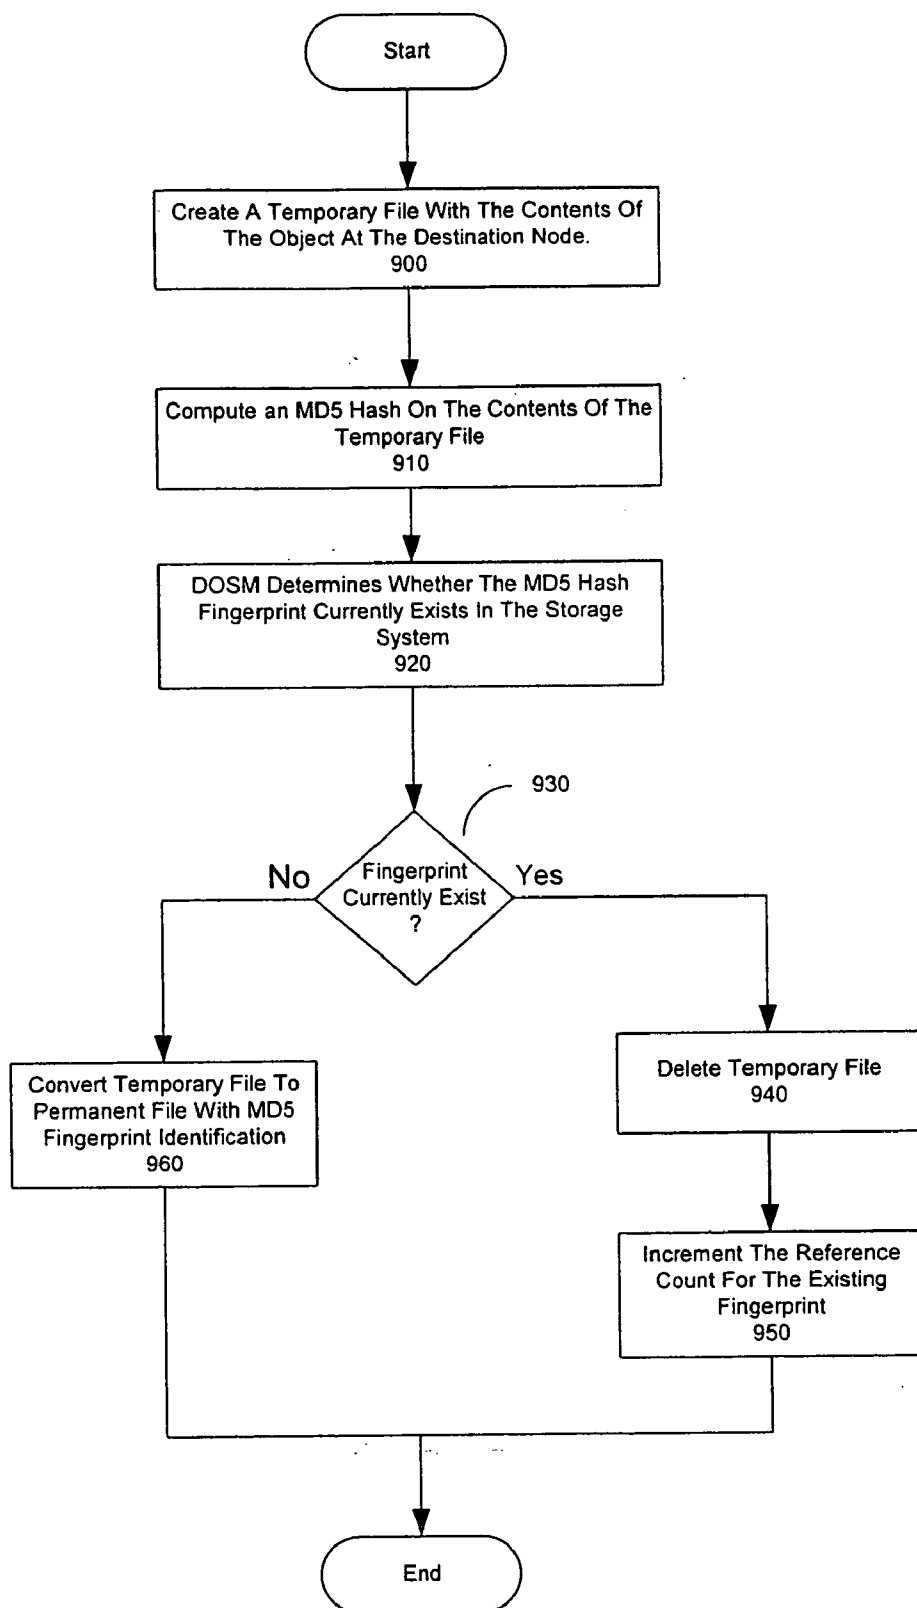 Start
Create A Temporary File With The Contents Of
The Object At The Destination Node.
900
Compute an MD5 Hash On The Contents Of The
Temporary File
910
DOSM Determines Whether The MD5 Hash
Fingerprint Currently Exists In The Storage
System
920
930
Fingerprint
Currently Exist
?
No
Yes
Convert Temporary File To
Permanent File With MD5
Fingerprint Identification
960
Delete Temporary File
940
Increment The Reference
Count For The Existing
Fingerprint
950
End